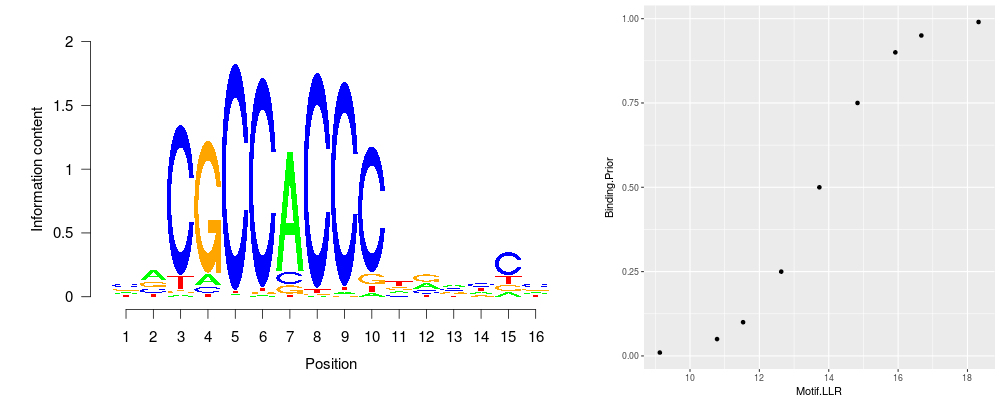 Information content
2
1.5
1
0.5
0
C G C C A C C C
A T A C G G C
1 2 3 4 5 6 7 8 9 10 11 12 13 14 15 16
Position
Binding.Prior
1.00
0.75
0.50
0.25
0.00
10 12 14 16 18
Motif.LLR